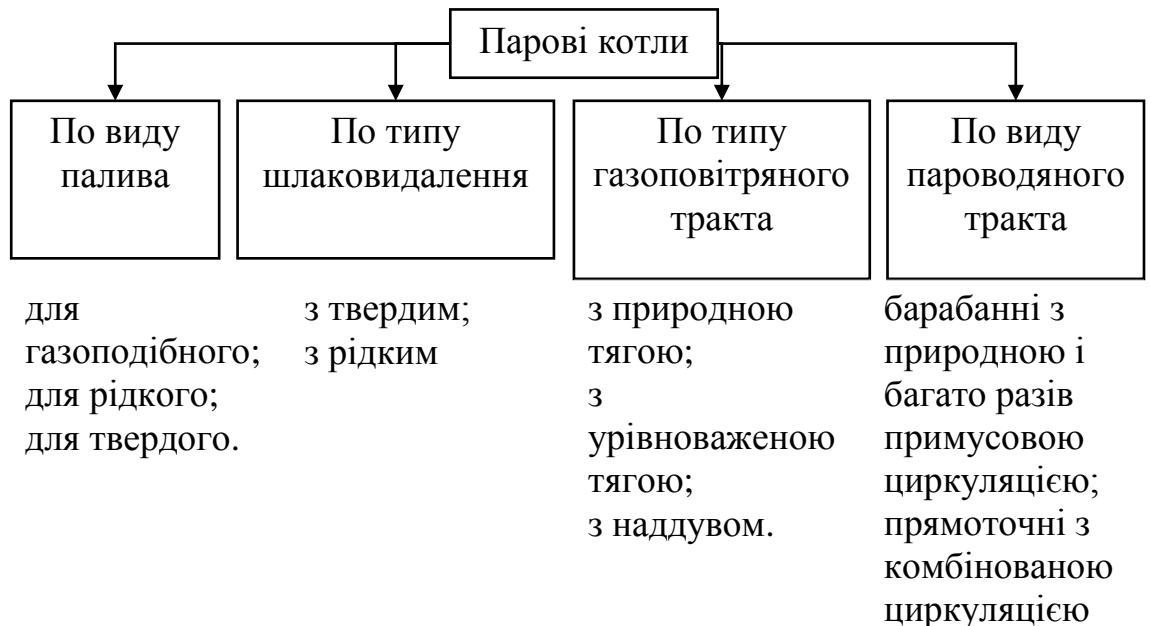 Парові котли
По виду
палива
По типу
шлаковидалення
По типу
газоповітряного
тракта
По виду
пароводяного
тракта
для
газоподібного;
для рідкого;
для твердого.
з твердим;
з рідким
з природною
тягою;
з
урівноваженою
тягою;
з наддувом.
барабанні з
природною і
багато разів
примусовою
циркуляцією;
прямоточні з
комбінованою
циркуляцією